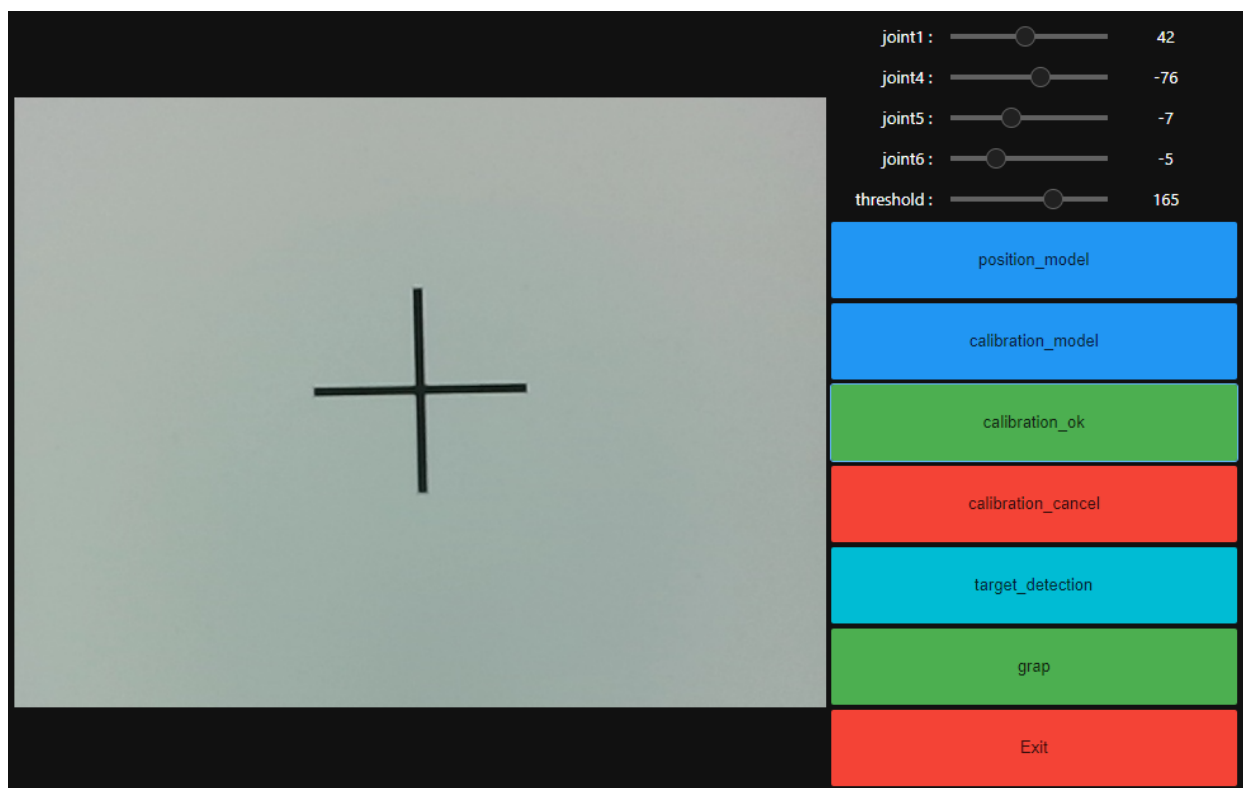 joint1 : 42
joint4 : -76
joint5 : -7
joint6 : -5
threshold : 165
position_model
calibration_model
calibration_ok
calibration_cancel
target_detection
grap
Exit